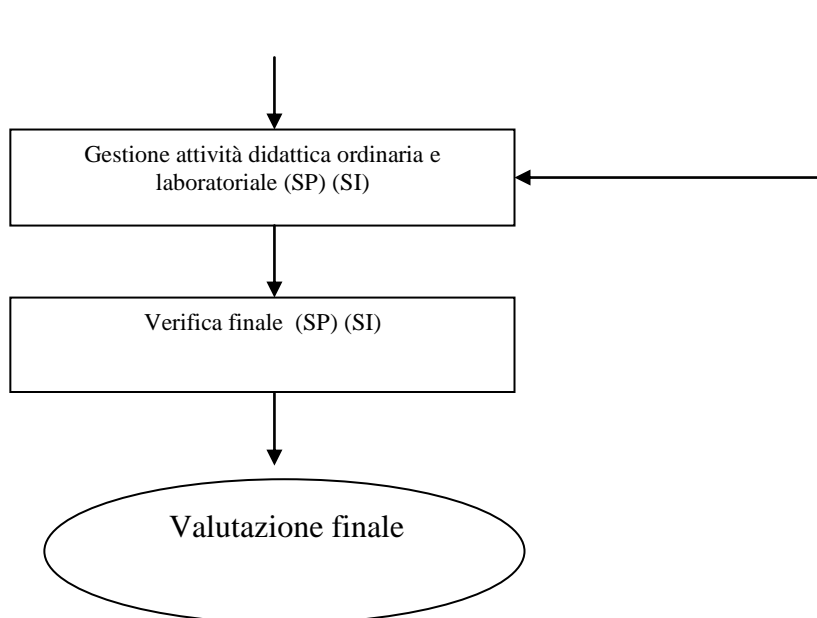 Gestione attività didattica ordinaria e
laboratoriale (SP) (SI)
Verifica finale (SP) (SI)
Valutazione finale